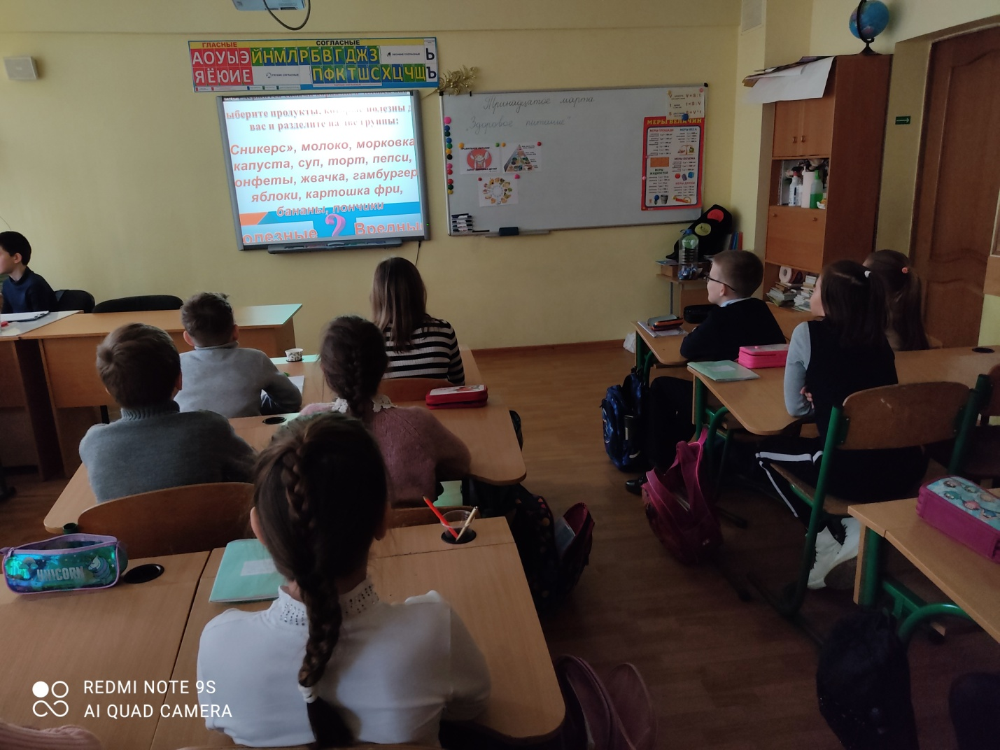 ГЛАСНЫЕ СОГЛАСНЫЕ
АОУЫЭ ЙНМЛРБВГДЖЗ Ь
ЯЁЮИЕ ПФКТШСХЦЧЩ Ъ
ыберите продукты, которые полезны д
вас и разделите на две группы:
Сникерс», молоко, морковка
капуста, суп, торт, пепси,
онфеты, жвачка, гамбургер
яблоки, картошка фри,
бананы, пончики
олезные ? Вредны
Тринадцатое марта
„Здоровое питание"
МЕРЫ ВЕЛИЧИН
UNICORN
REDMI NOTE 9S
AI QUAD CAMERA